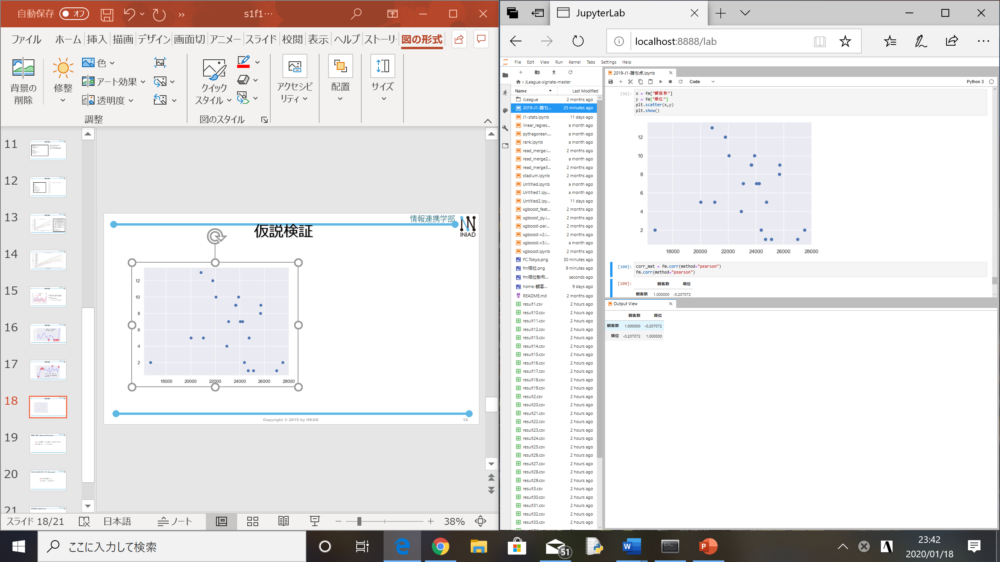 自動保存 オフ s1f1…
ファイル ホーム 挿入 描画 デザイン 画面切 アニメー スライド 校閲 表示 ヘルプ ストーリ 図の形式
背景の
削除
修整
色
アート効果
透明度
調整
クイック
スタイル
図のスタイル
アクセシビ
リティ
配置
サイズ
11
12
13
14
15
16
17
18
19
20
21
情報連携学部
INIAD
仮説検証
12
10
8
6
4
2
18000 20000 22000 24000 26000 28000
Copyright © 2019 by INIAD 18
スライド 18/21 日本語 ノート 38%
JupyterLab
localhost:8888/lab
File Edit View Run Kernel Tabs Settings Help
JLeague-signate-master
Name Last Modified
JLeague 2 months ago
2019-J1-勝ち... 25 minutes ago
J1-stats.ipynb 11 days ago
linear_regres... a month ago
pythagorean.... a month ago
rank.ipynb a month ago
read_merge.i... 2 months ago
read_merge2... a month ago
read_merge3... 2 months ago
stadium.ipynb 2 months ago
Untitled.ipynb a month ago
Untitled1.ipy... a month ago
Untitled2.ipy... 11 days ago
xgboost_feat... 2 months ago
xgboost_py.i... 2 months ago
xgboost-par... 2 months ago
xgboost-v2.i... 2 months ago
xgboost-v3.i... a month ago
xgboost.ipynb 2 months ago
FC.Tokyo.png 30 minutes ago
fm順位.png 9 minutes ago
fm順位散布... seconds ago
home-観客... 9 days ago
README.md 2 months ago
result1.csv 2 hours ago
result10.csv 2 hours ago
result11.csv 2 hours ago
result12.csv 2 hours ago
result13.csv 2 hours ago
result14.csv 2 hours ago
result15.csv 2 hours ago
result16.csv 2 hours ago
result17.csv 2 hours ago
result18.csv 2 hours ago
result19.csv 2 hours ago
result2.csv 2 hours ago
result20.csv 2 hours ago
result21.csv 2 hours ago
result22.csv 2 hours ago
result23.csv 2 hours ago
result24.csv 2 hours ago
result25.csv 2 hours ago
result26.csv 2 hours ago
result27.csv 2 hours ago
result28.csv 2 hours ago
result29.csv 2 hours ago
result3.csv 2 hours ago
result30.csv 2 hours ago
result31.csv 2 hours ago
result32.csv 2 hours ago
result33.csv 2 hours ago
2019-J1-勝ち点.ipynb
Code Python 3
[98]: x = fm["観客数"]
y = fm["順位"]
plt.scatter(x,y)
plt.show()
12
10
8
6
4
2
18000 20000 22000 24000 26000 28000
[100]: corr_mat = fm.corr(method="pearson")
fm.corr(method="pearson")
[100]: 観客数 順位
観客数 1.000000 -0.207072
Output View
観客数 順位
観客数 1.000000 -0.207072
順位 -0.207072 1.000000
ここに入力して検索
51
23:42
2020/01/18